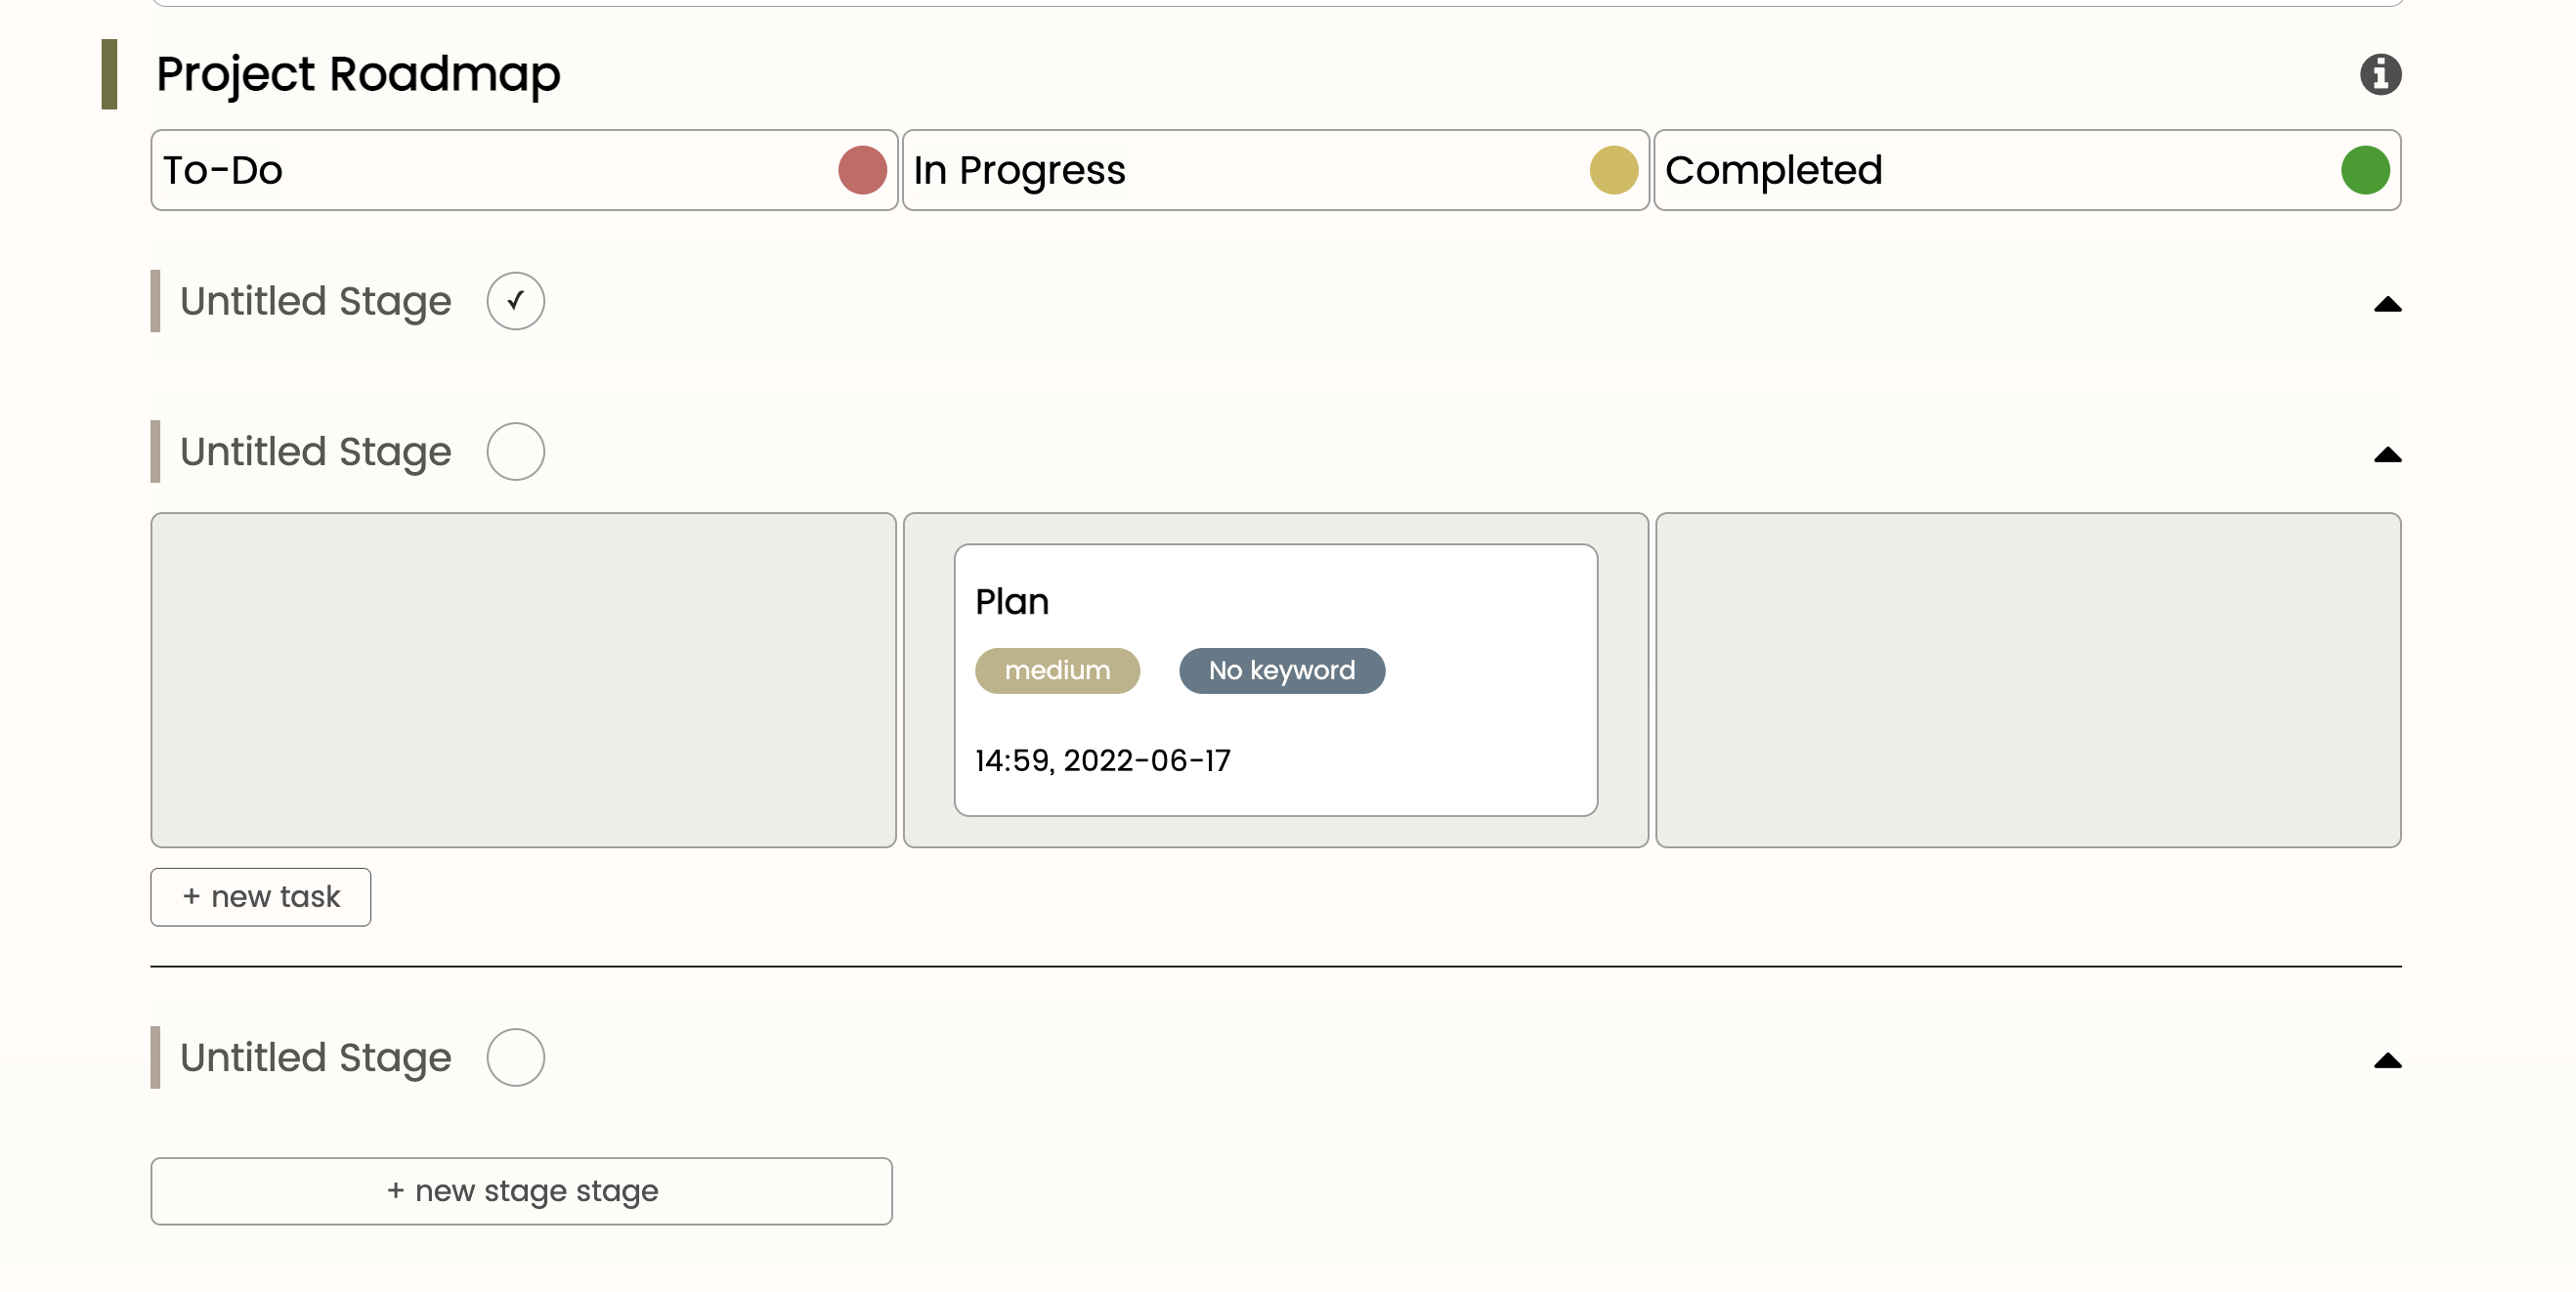 Project Roadmap
To-Do
In Progress
Completed
Untitled Stage
Untitled Stage
Plan
medium
No keyword
14:59, 2022-06-17
+ new task
Untitled Stage
+ new stage stage